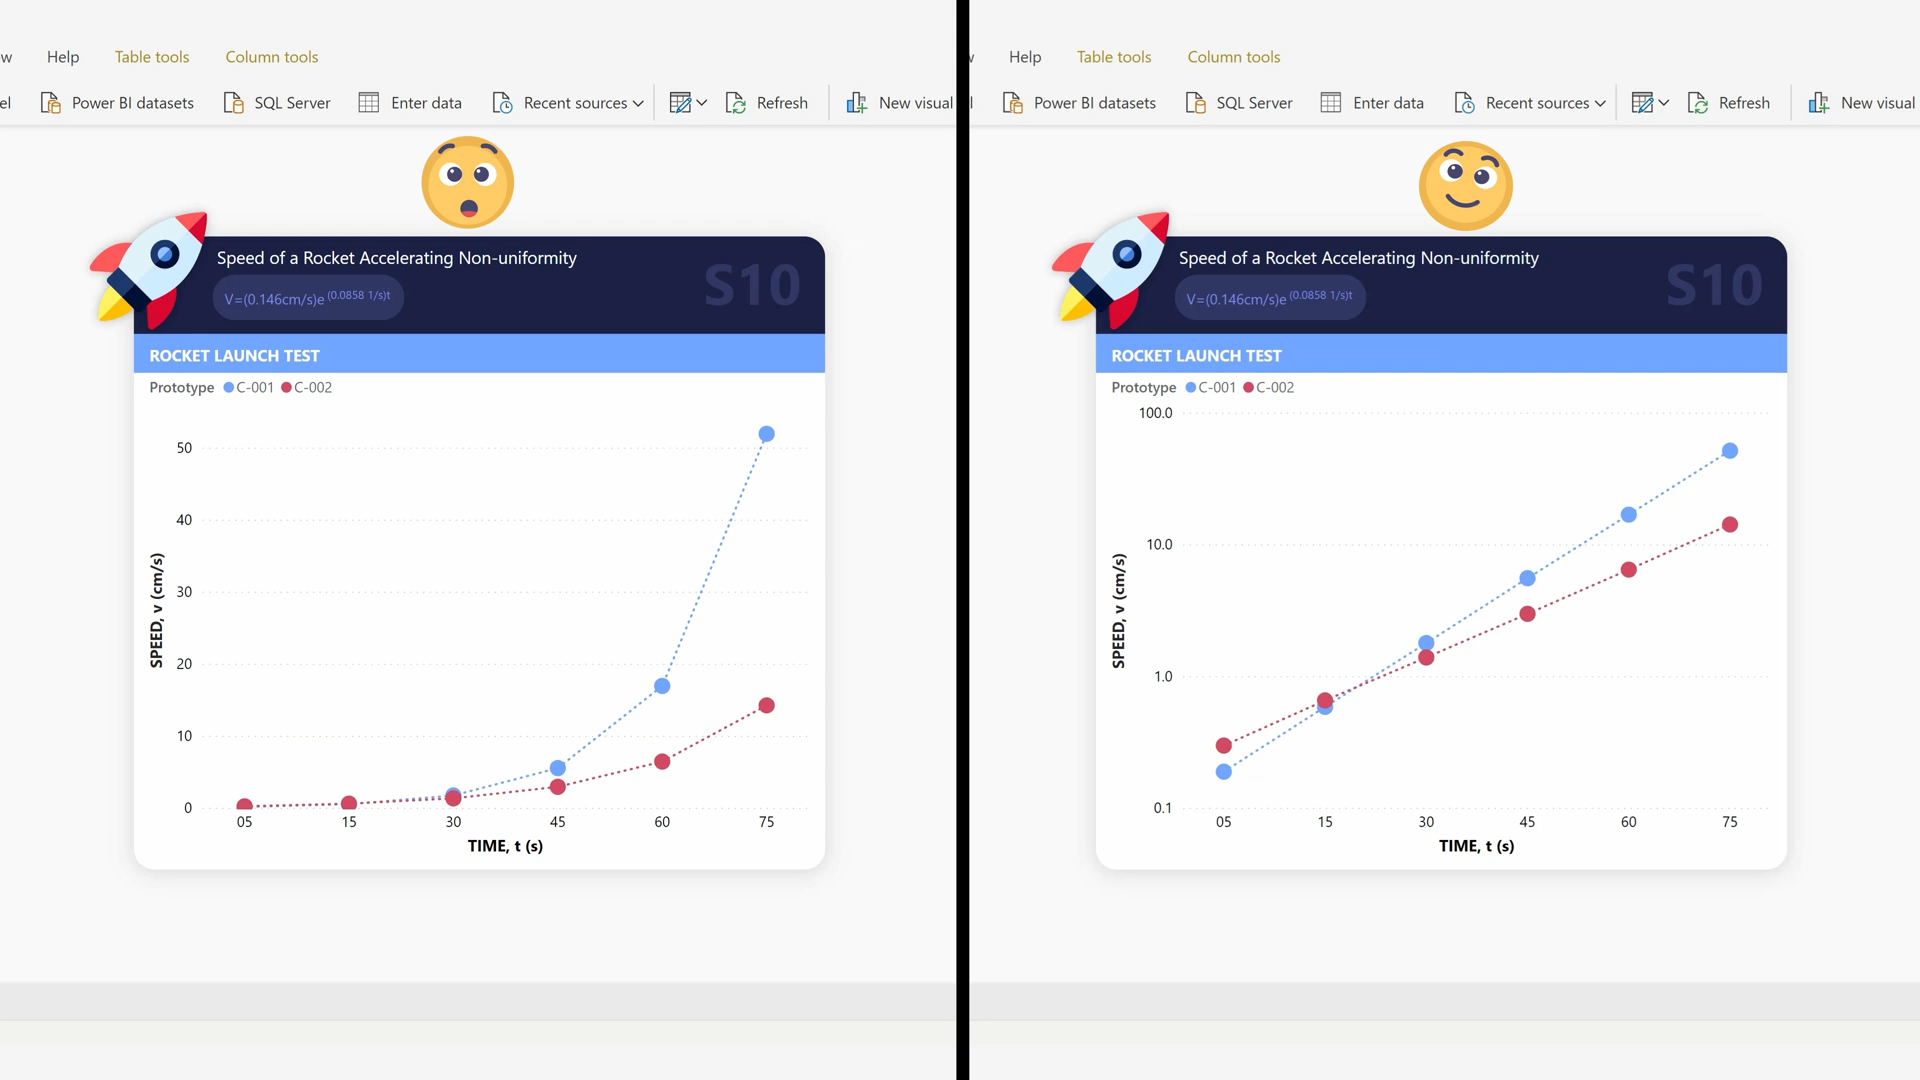 w Help Table tools Column tools
el Power BI datasets SQL Server Enter data Recent sources Refresh New visual
Speed of a Rocket Accelerating Non-uniformity
V=(0.146cm/s)e (0.0858 1/s)t
S10
ROCKET LAUNCH TEST
Prototype C-001 C-002
50
40
30
20
10
0
SPEED, v (cm/s)
05 15 30 45 60 75
TIME, t (s)
w Help Table tools Column tools
Power BI datasets SQL Server Enter data Recent sources Refresh New visual
Speed of a Rocket Accelerating Non-uniformity
V=(0.146cm/s)e (0.0858 1/s)t
S10
ROCKET LAUNCH TEST
Prototype C-001 C-002
100.0
10.0
1.0
0.1
SPEED, v (cm/s)
05 15 30 45 60 75
TIME, t (s)